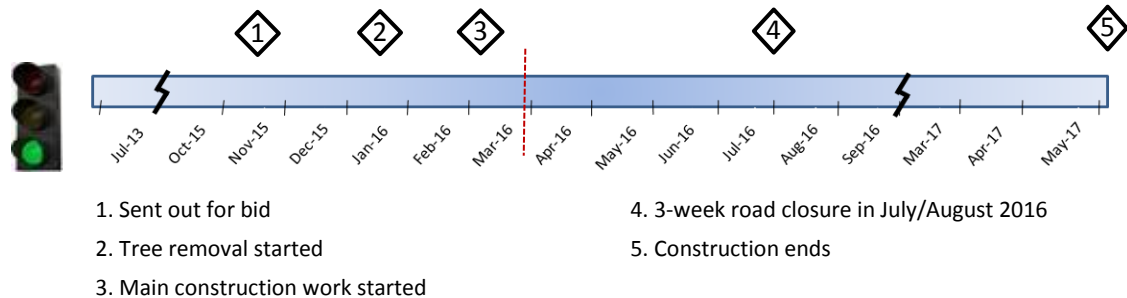 1 2 3 4 5
Jul-13 Oct-15 Nov-15 Dec-15 Jan-16 Feb-16 Mar-16 Apr-16 May-16 Jun-16 Jul-16 Aug-16 Sep-16 Mar-17 Apr-17 May-17
1. Sent out for bid
2. Tree removal started
3. Main construction work started
4. 3-week road closure in July/August 2016
5. Construction ends